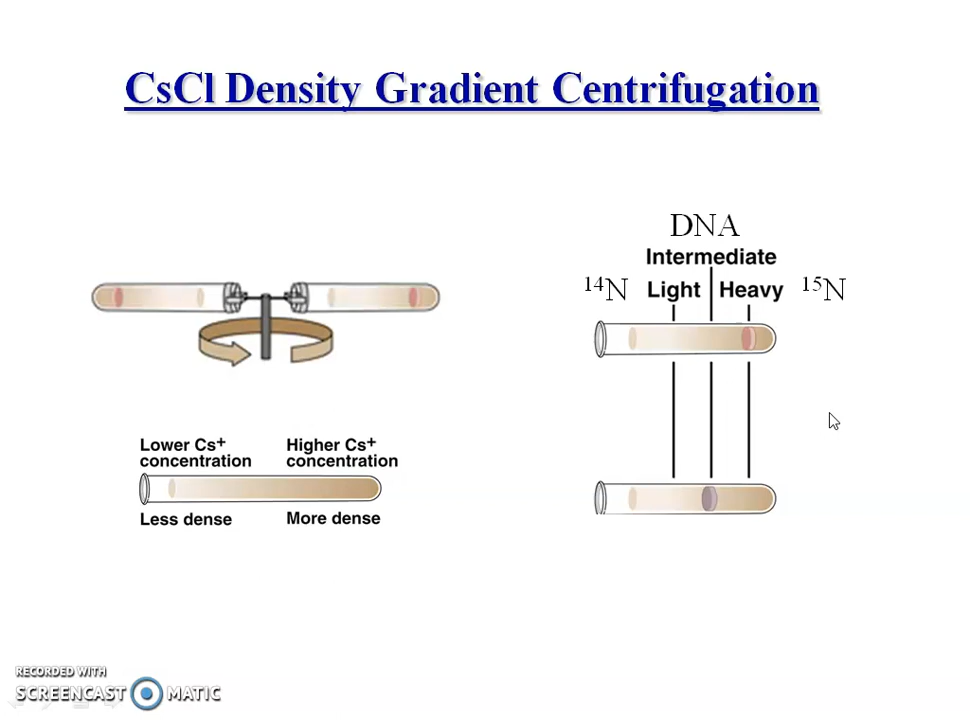 CsCl Density Gradient Centrifugation
DNA
Intermediate
¹⁴N Light Heavy ¹⁵N
Lower Cs⁺ Higher Cs⁺
concentration concentration
Less dense More dense
RECORDED WITH
SCREENCAST MATIC